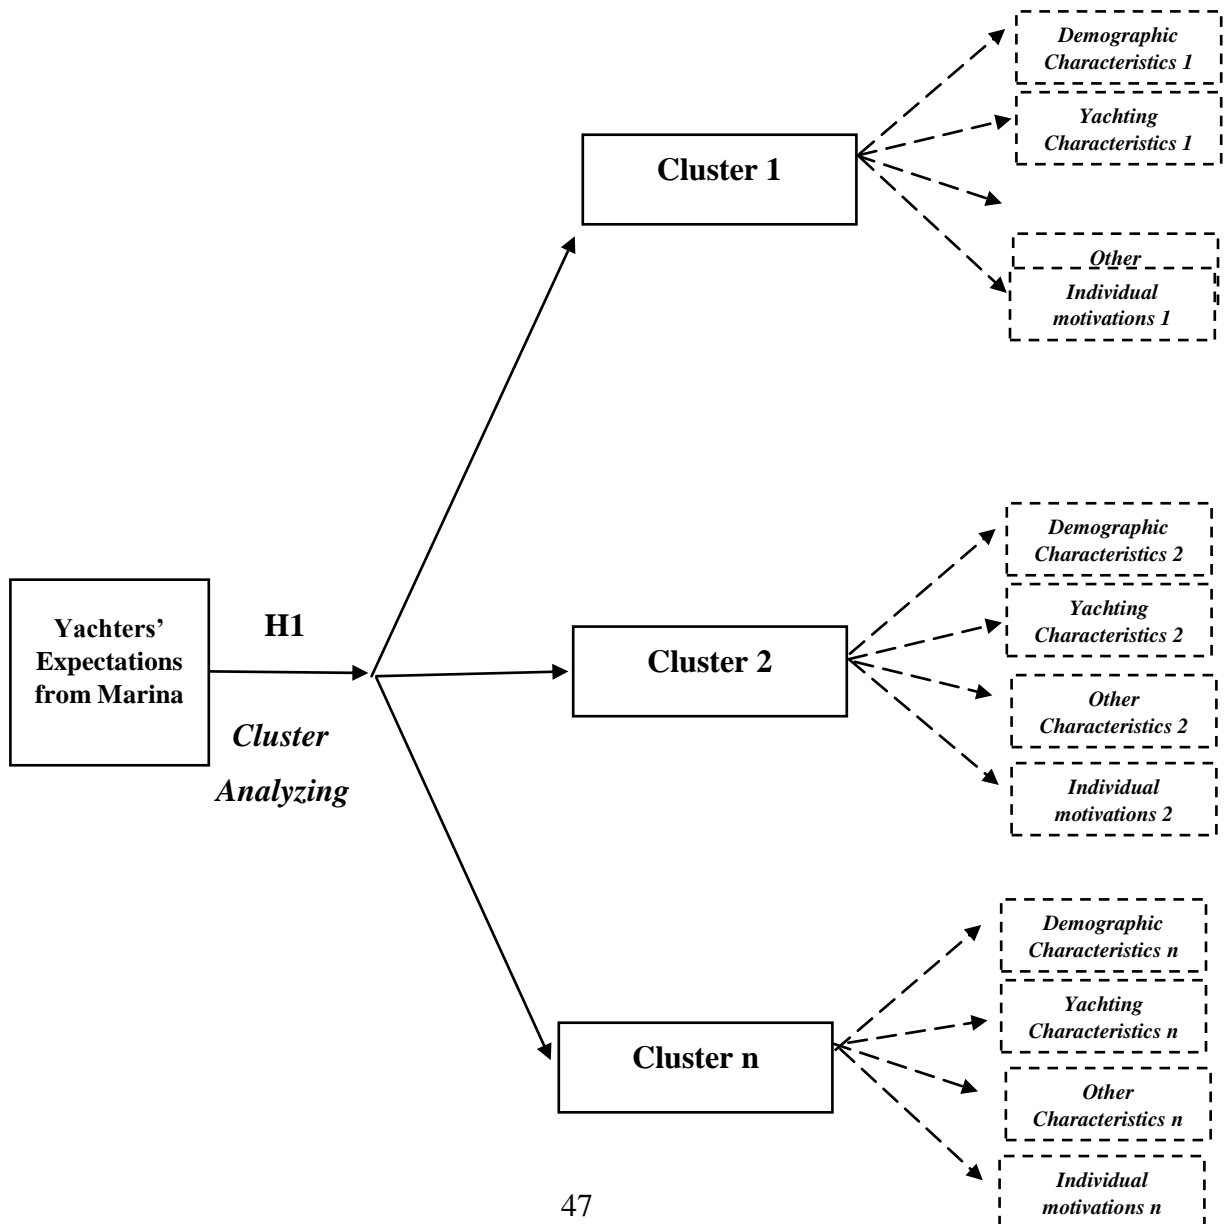 Demographic
Characteristics 1
Yachting
Characteristics 1
Cluster 1
Other
Individual
motivations 1
Demographic
Characteristics 2
Yachting
Characteristics 2
Yachters’
Expectations
from Marina
H1
Cluster 2
Other
Characteristics 2
Cluster
Analyzing
Individual
motivations 2
Demographic
Characteristics n
Yachting
Characteristics n
Cluster n
Other
Characteristics n
Individual
motivations n
47